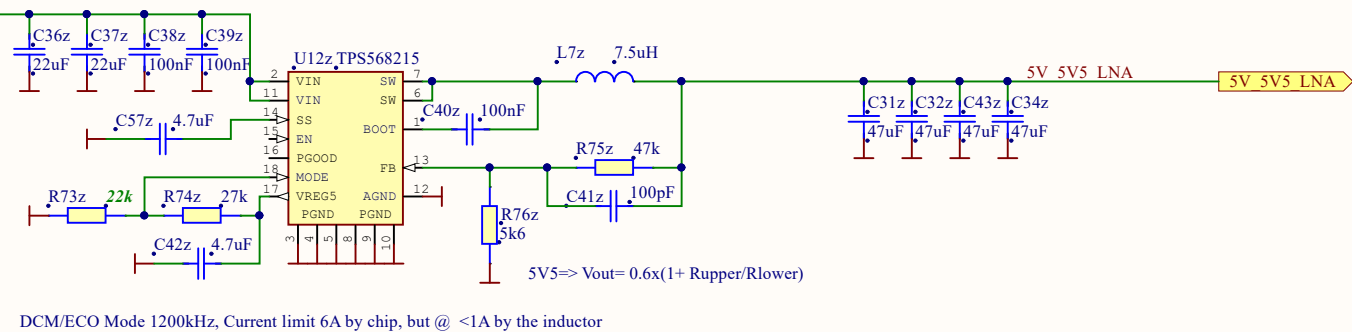 C36z C37z C38z C39z
22uF 22uF 100nF 100nF
U12z TPS568215
L7z 7.5uH
2 VIN SW 7
11 VIN SW 6
14 SS
15 EN BOOT 1
16 PGOOD
18 MODE FB 13
17 VREG5 AGND 12
PGND PGND
3 4 5 8 9 10
C57z 4.7uF
C40z 100nF
R73z 22k R74z 27k
C42z 4.7uF
R75z 47k
C41z 100pF
R76z
5k6
5V_5V5_LNA
5V_5V5_LNA
C31z C32z C43z C34z
47uF 47uF 47uF 47uF
5V5=> Vout= 0.6x(1+ Rupper/Rlower)
DCM/ECO Mode 1200kHz, Current limit 6A by chip, but @ <1A by the inductor